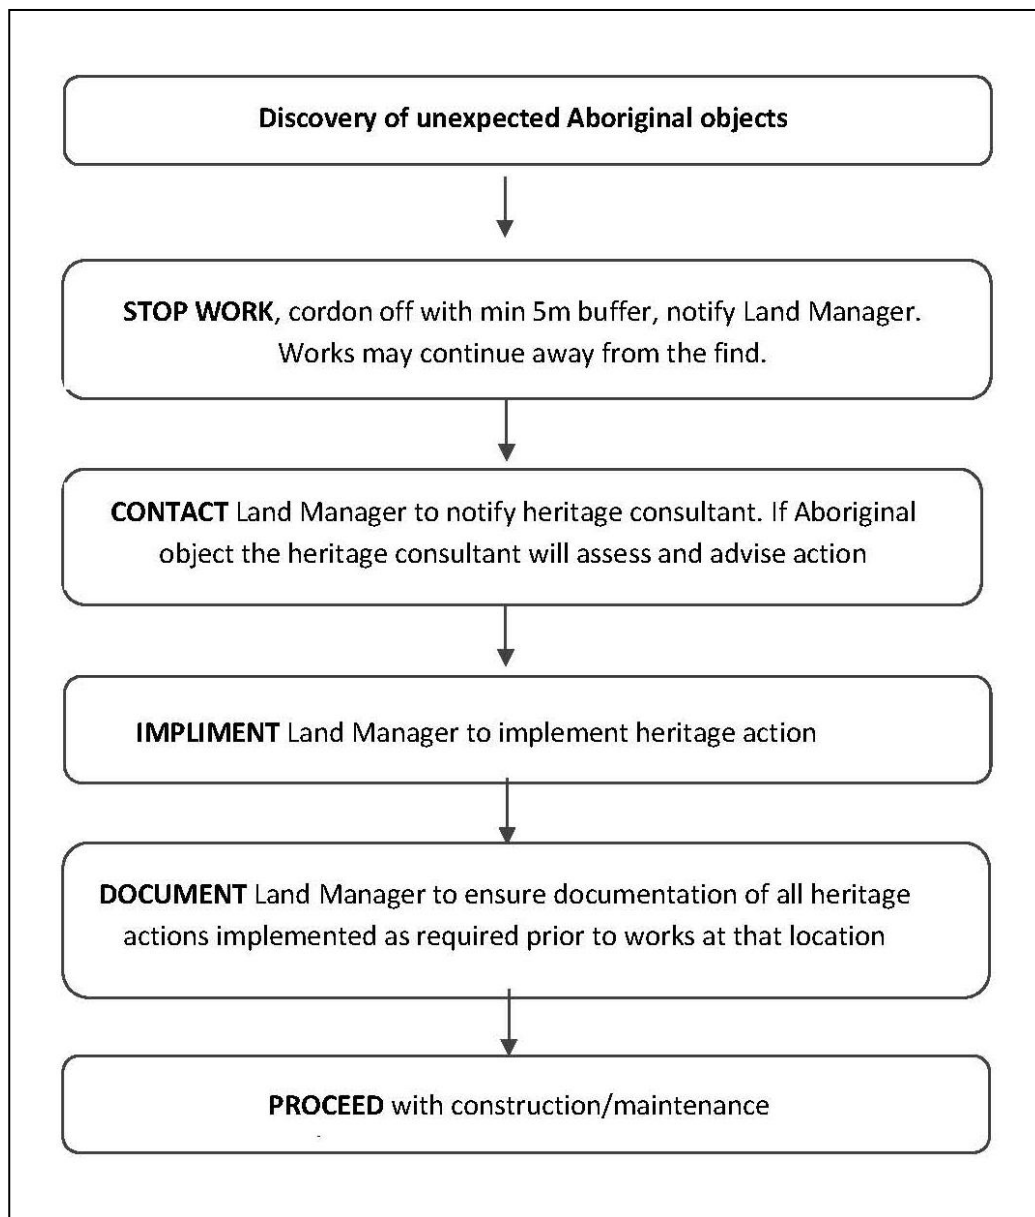 Discovery of unexpected Aboriginal objects
STOP WORK, cordon off with min 5m buffer, notify Land Manager.
Works may continue away from the find.
CONTACT Land Manager to notify heritage consultant. If Aboriginal
object the heritage consultant will assess and advise action
IMPLIMENT Land Manager to implement heritage action
DOCUMENT Land Manager to ensure documentation of all heritage
actions implemented as required prior to works at that location
PROCEED with construction/maintenance